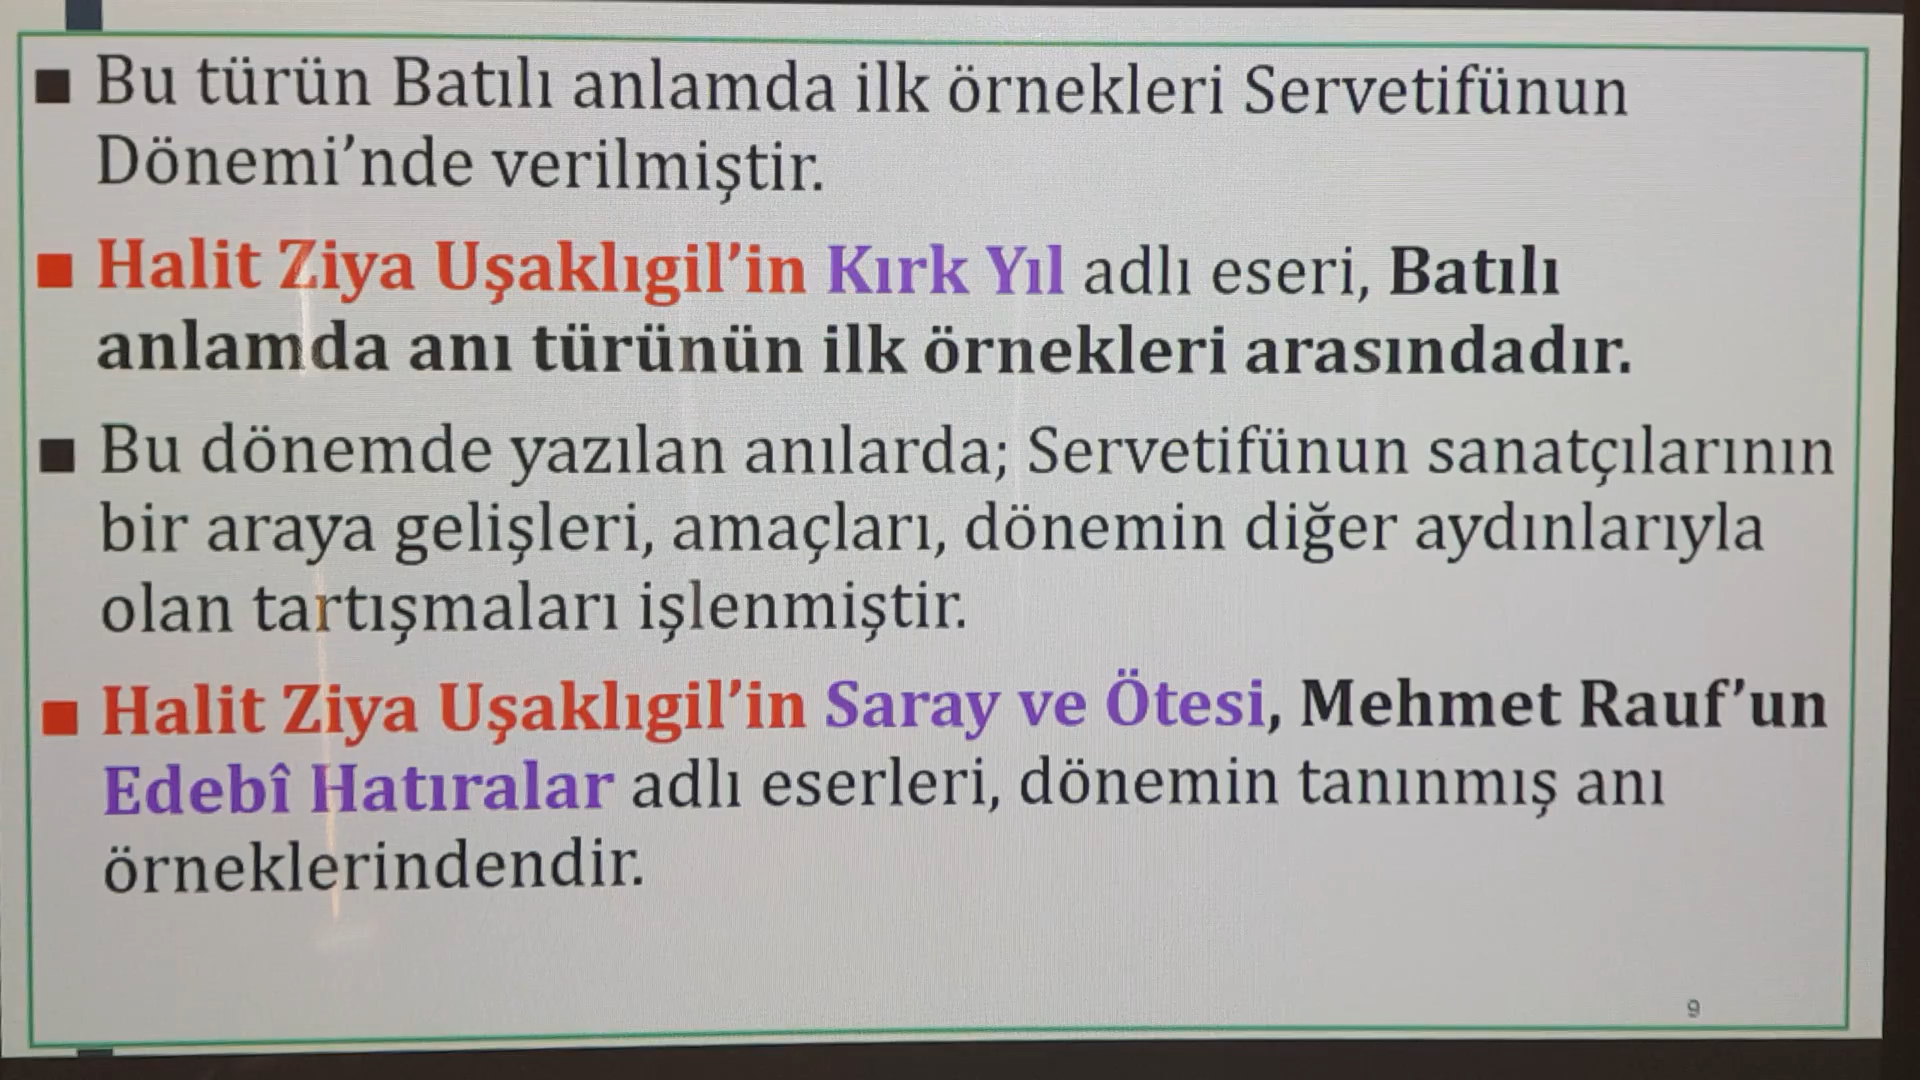 Bu türün Batılı anlamda ilk örnekleri Servetifünun
Dönemi’nde verilmiştir.
Halit Ziya Uşaklıgil’in Kırk Yıl adlı eseri, Batılı
anlamda anı türünün ilk örnekleri arasındadır.
Bu dönemde yazılan anılarda; Servetifünun sanatçılarının
bir araya gelişleri, amaçları, dönemin diğer aydınlarıyla
olan tartışmaları işlenmiştir.
Halit Ziya Uşaklıgil’in Saray ve Ötesi, Mehmet Rauf’un
Edebî Hatıralar adlı eserleri, dönemin tanınmış anı
örneklerindendir.
9